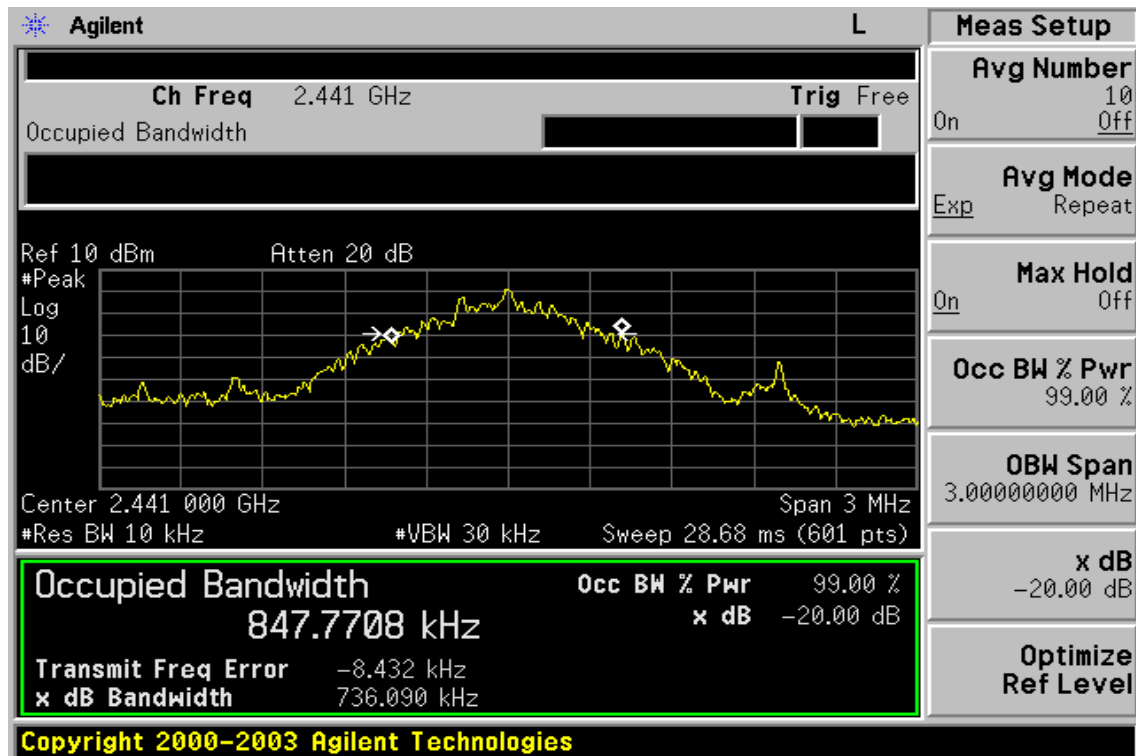 Agilent L
Ch Freq 2.441 GHz Trig Free
Occupied Bandwidth
Ref 10 dBm Atten 20 dB
#Peak
Log
10
dB/
Center 2.441 000 GHz Span 3 MHz
#Res BW 10 kHz #VBW 30 kHz Sweep 28.68 ms (601 pts)
Occupied Bandwidth Occ BW % Pwr 99.00 %
847.7708 kHz x dB -20.00 dB
Transmit Freq Error -8.432 kHz
x dB Bandwidth 736.090 kHz
Copyright 2000-2003 Agilent Technologies
Meas Setup
Avg Number
10
On Off
Avg Mode
Exp Repeat
Max Hold
On Off
Occ BW % Pwr
99.00 %
OBW Span
3.00000000 MHz
x dB
-20.00 dB
Optimize
Ref Level